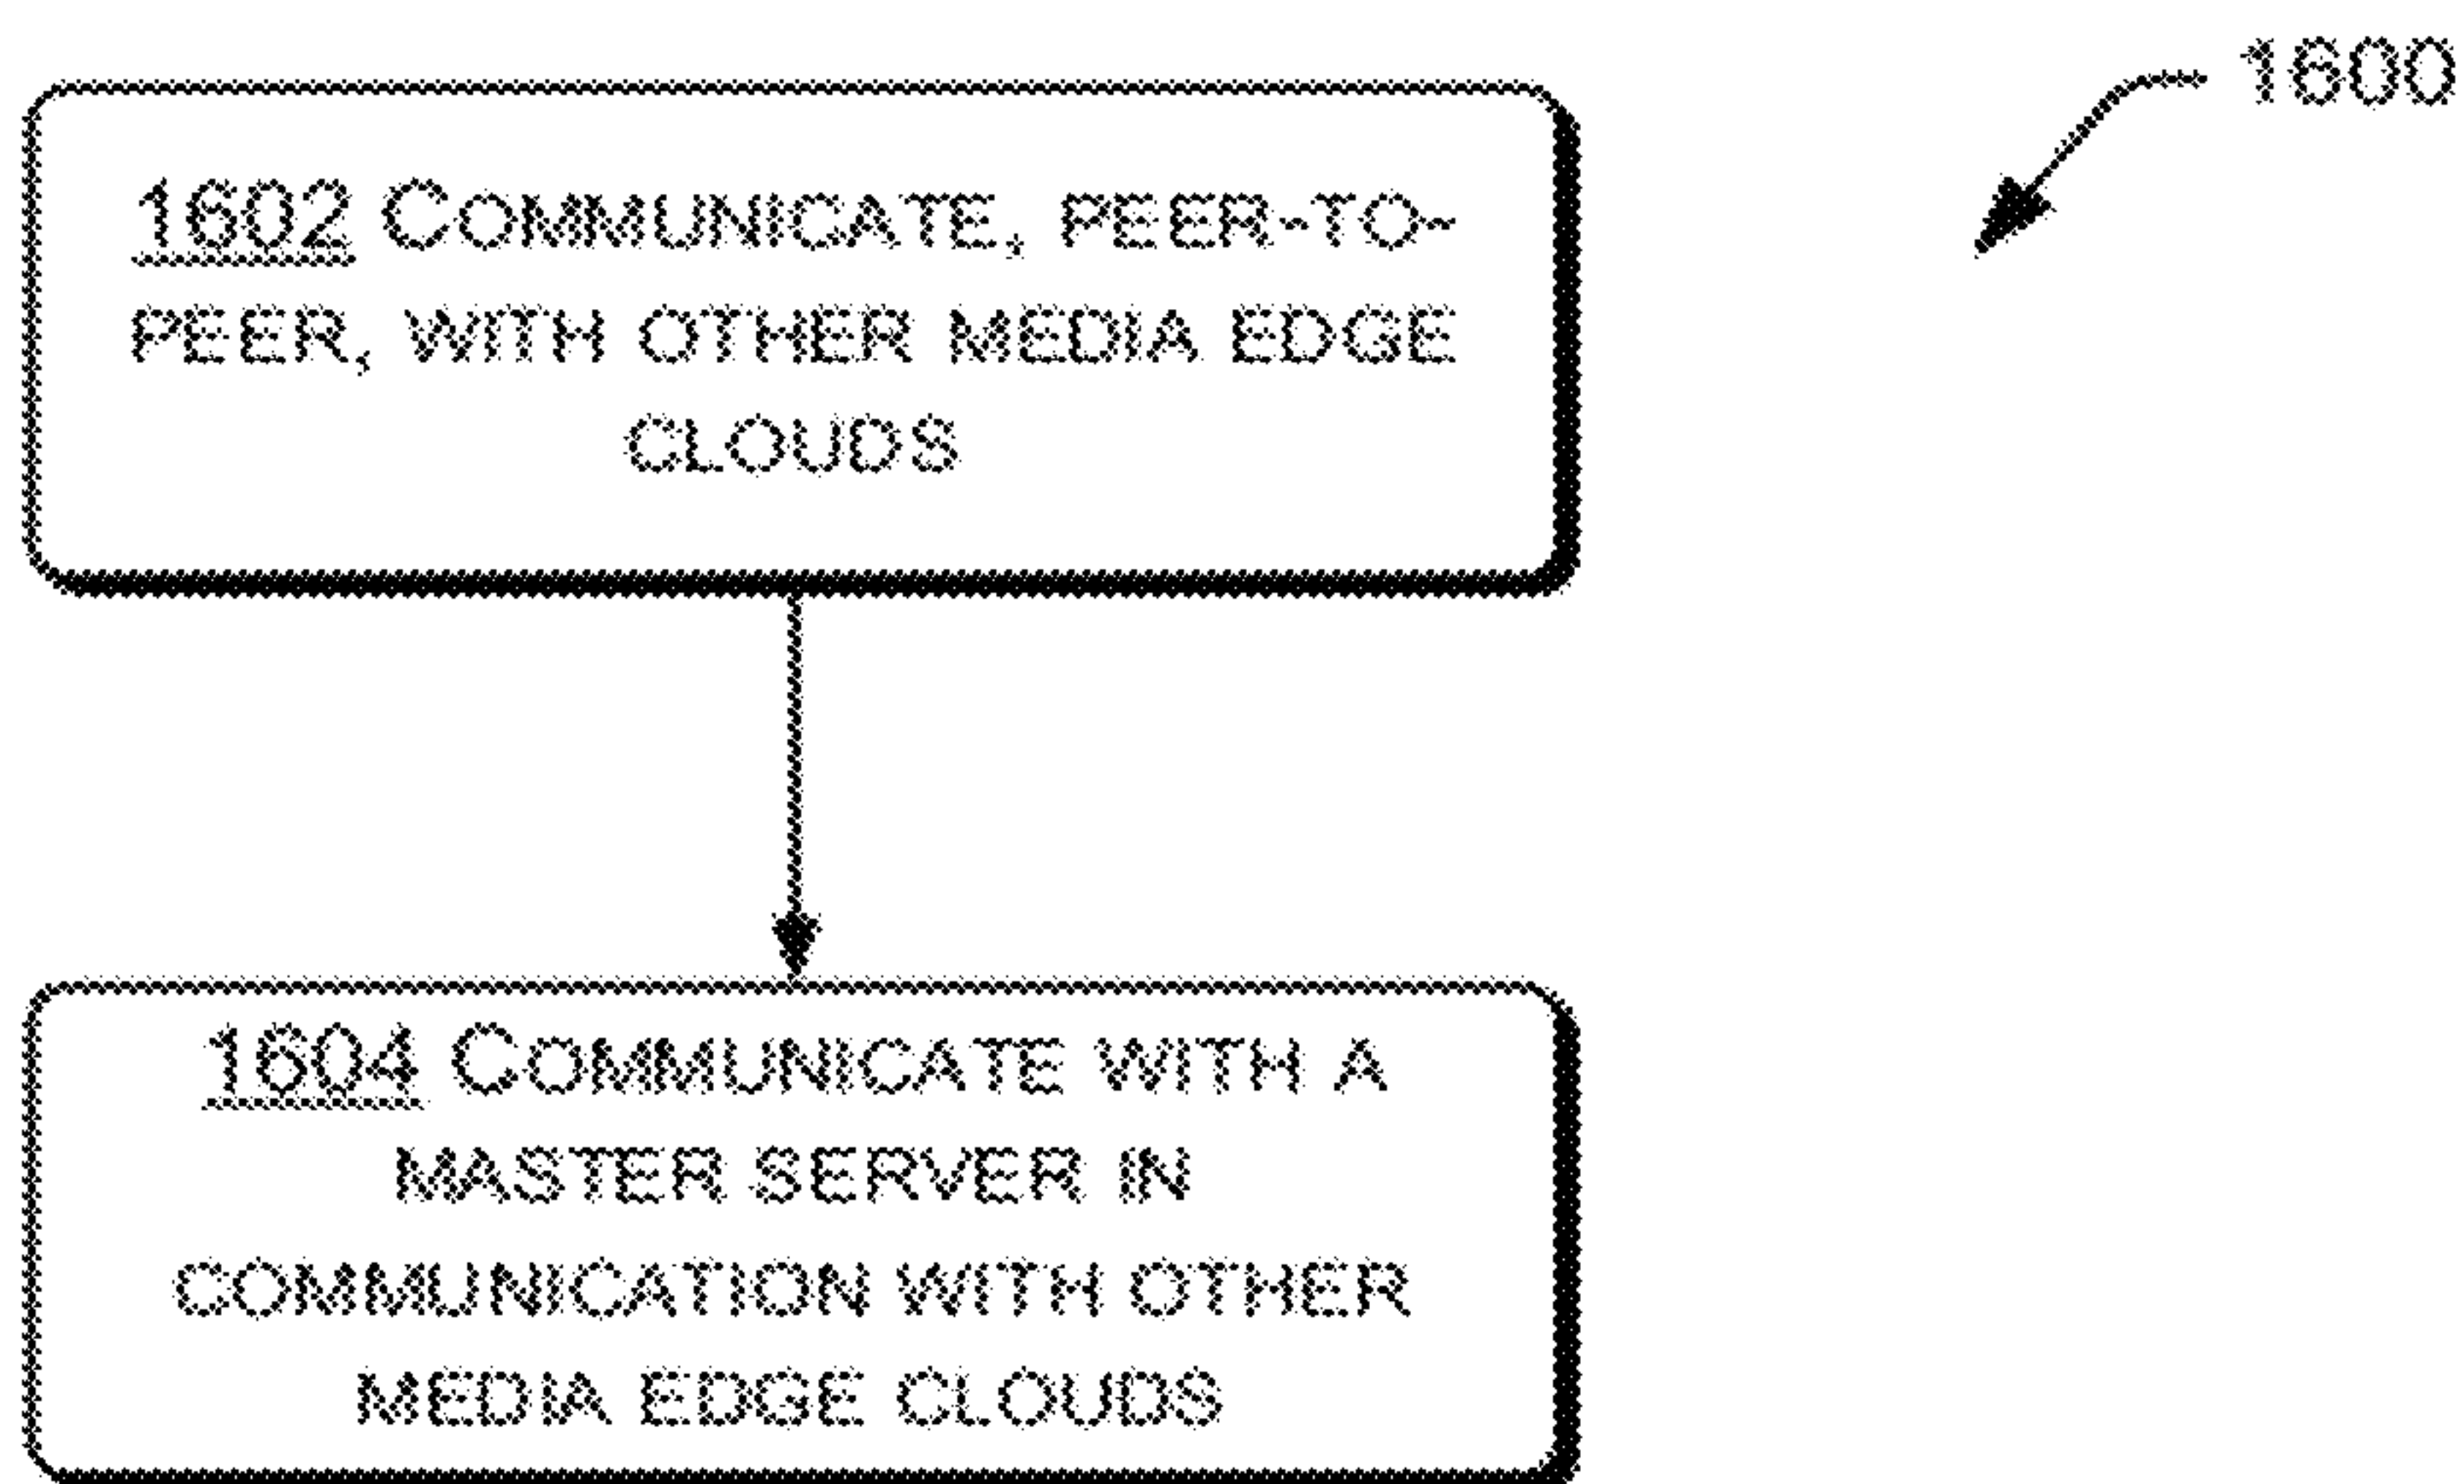 1600
1602 COMMUNICATE, PEER-TO-
PEER, WITH OTHER MEDIA EDGE
CLOUDS
1604 COMMUNICATE WITH A
MASTER SERVER IN
COMMUNICATION WITH OTHER
MEDIA EDGE CLOUDS